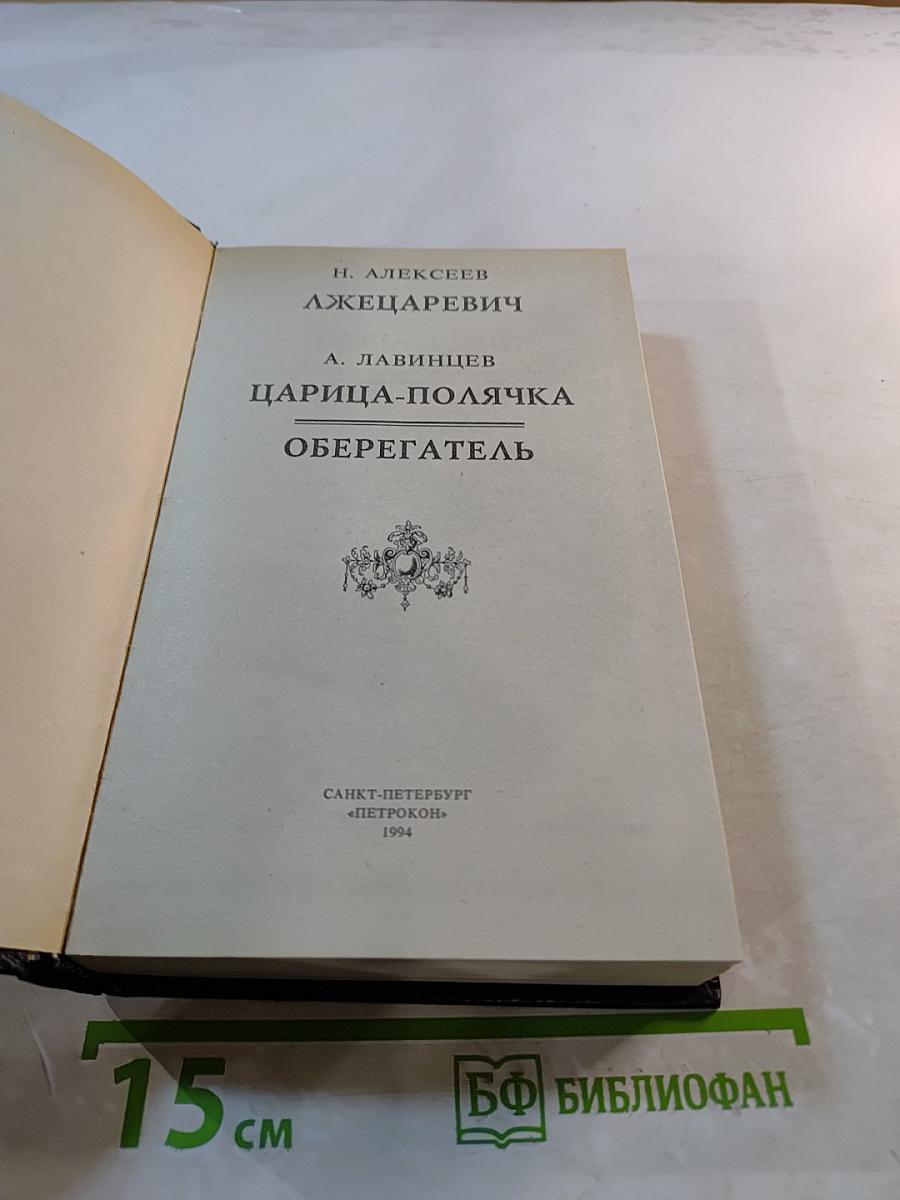 Н. АЛЕКСЕЕВ
ЛЖЕЦАРЕВИЧ
А. ЛАВИНЦЕВ
ЦАРИЦА-ПОЛЯЧКА
ОБЕРЕГАТЕЛЬ
САНКТ-ПЕТЕРБУРГ
«ПЕТРОКОН»
1994
15 см
БФ БИБЛИОФАН